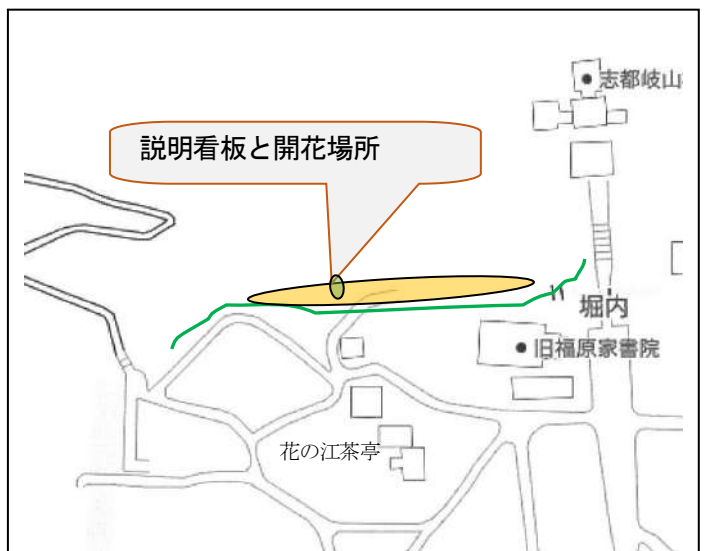 志都岐山
説明看板と開花場所
堀内
旧福原家書院
花の江茶亭